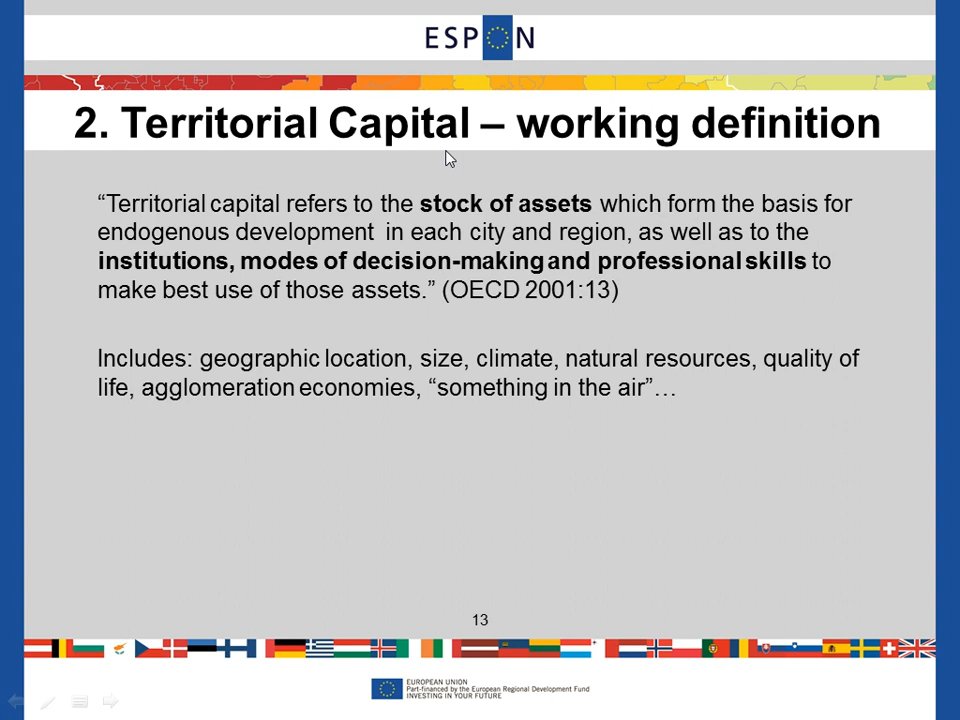 ESPON
2. Territorial Capital – working definition
“Territorial capital refers to the stock of assets which form the basis for
endogenous development in each city and region, as well as to the
institutions, modes of decision-making and professional skills to
make best use of those assets.” (OECD 2001:13)
Includes: geographic location, size, climate, natural resources, quality of
life, agglomeration economies, “something in the air”…
13
EUROPEAN UNION
Part-financed by the European Regional Development Fund
INVESTING IN YOUR FUTURE